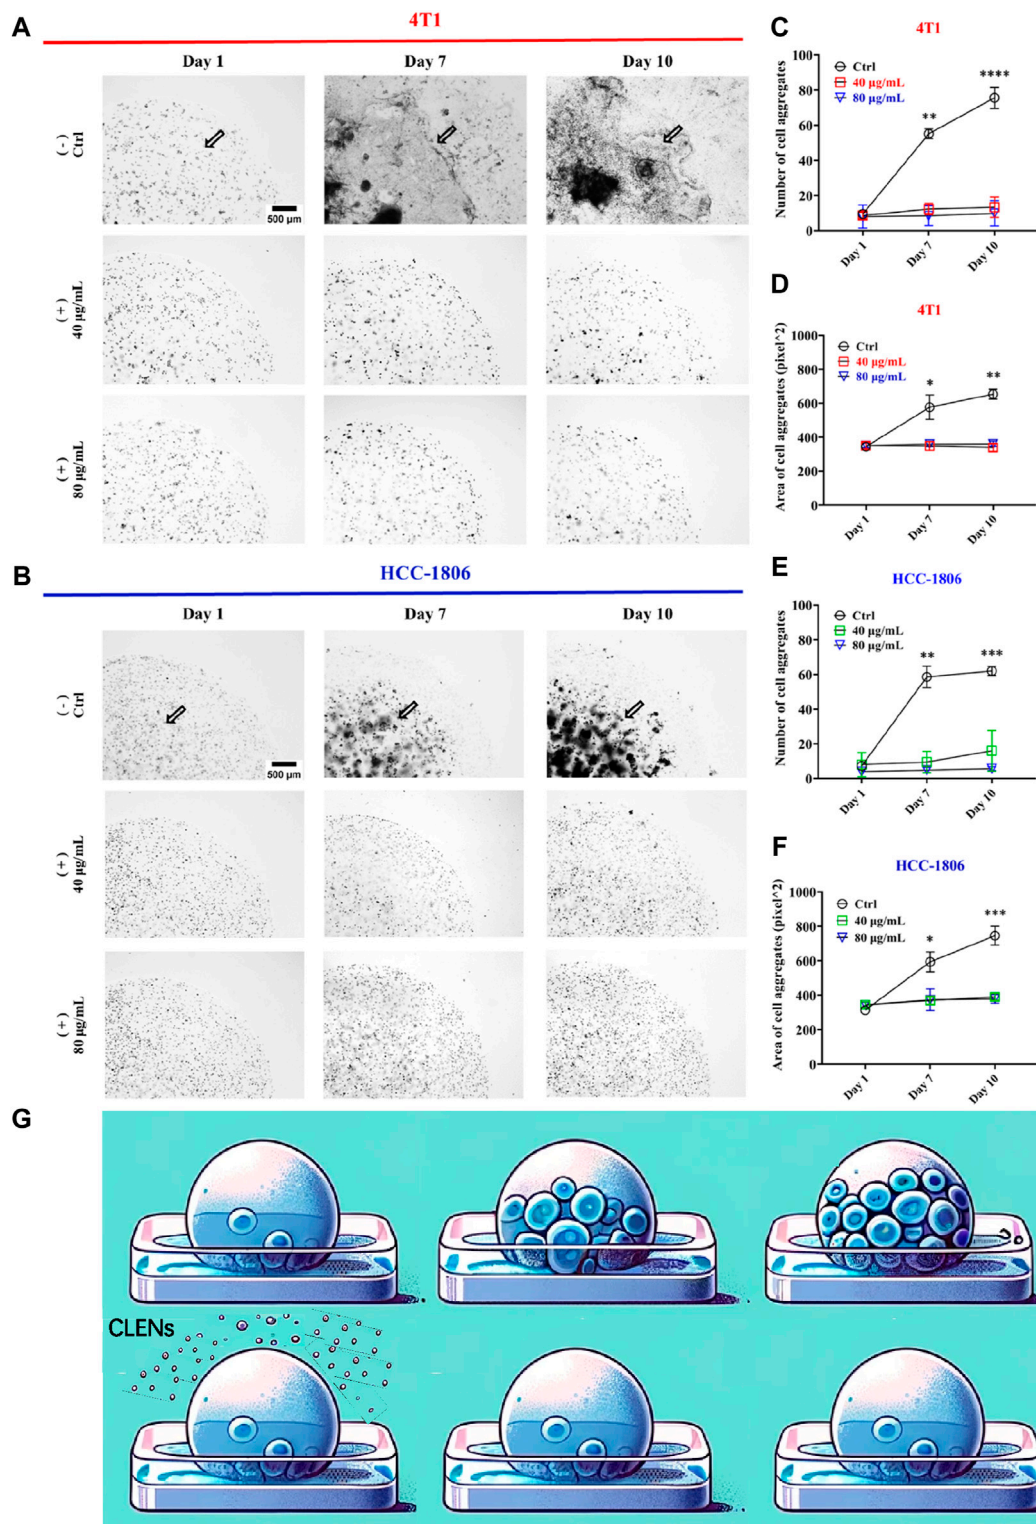 A
4T1
Day 1
Day 7
Day 10
(-)
Ctrl
500 µm
(+)
40 µg/mL
(+)
80 µg/mL
B
HCC-1806
Day 1
Day 7
Day 10
(-)
Ctrl
500 µm
(+)
40 µg/mL
(+)
80 µg/mL
C
4T1
Number of cell aggregates
100
80
60
40
20
0
Ctrl
40 µg/mL
80 µg/mL
**
****
Day 1
Day 7
Day 10
D
4T1
Area of cell aggregates (pixel^2)
1000
800
600
400
200
0
Ctrl
40 µg/mL
80 µg/mL
*
**
Day 1
Day 7
Day 10
E
HCC-1806
Number of cell aggregates
100
80
60
40
20
0
Ctrl
40 µg/mL
80 µg/mL
**
***
Day 1
Day 7
Day 10
F
HCC-1806
Area of cell aggregates (pixel^2)
1000
800
600
400
200
0
Ctrl
40 µg/mL
80 µg/mL
*
***
Day 1
Day 7
Day 10
G
CLENs